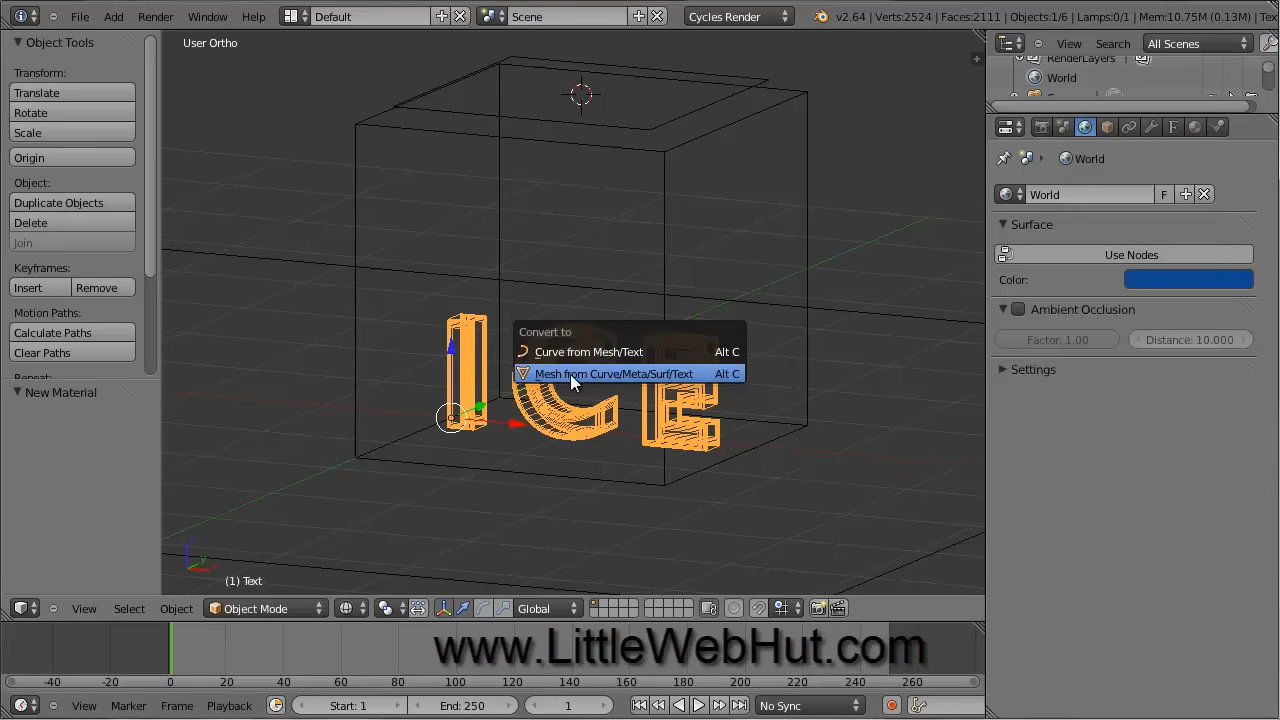 File Add Render Window Help Default Scene Cycles Render v2.64 | Verts:2524 | Faces:2111 | Objects:1/6 | Lamps:0/1 | Mem:10.75M (0.13M) | Tex
Object Tools
Transform:
Translate
Rotate
Scale
Origin
Object:
Duplicate Objects
Delete
Join
Keyframes:
Insert Remove
Motion Paths:
Calculate Paths
Clear Paths
Repeat:
New Material
User Ortho
Convert to
Curve from Mesh/Text Alt C
Mesh from Curve/Meta/Surf/Text Alt C
ICE
(1) Text
View Select Object Object Mode Global
View Search All Scenes
RenderLayers
World
World
World F
Surface
Use Nodes
Color:
Ambient Occlusion
Factor: 1.00 Distance: 10.000
Settings
www.LittleWebHut.com
-40 -20 0 20 40 60 80 100 120 140 160 180 200 220 240 260
View Marker Frame Playback Start: 1 End: 250 1 No Sync